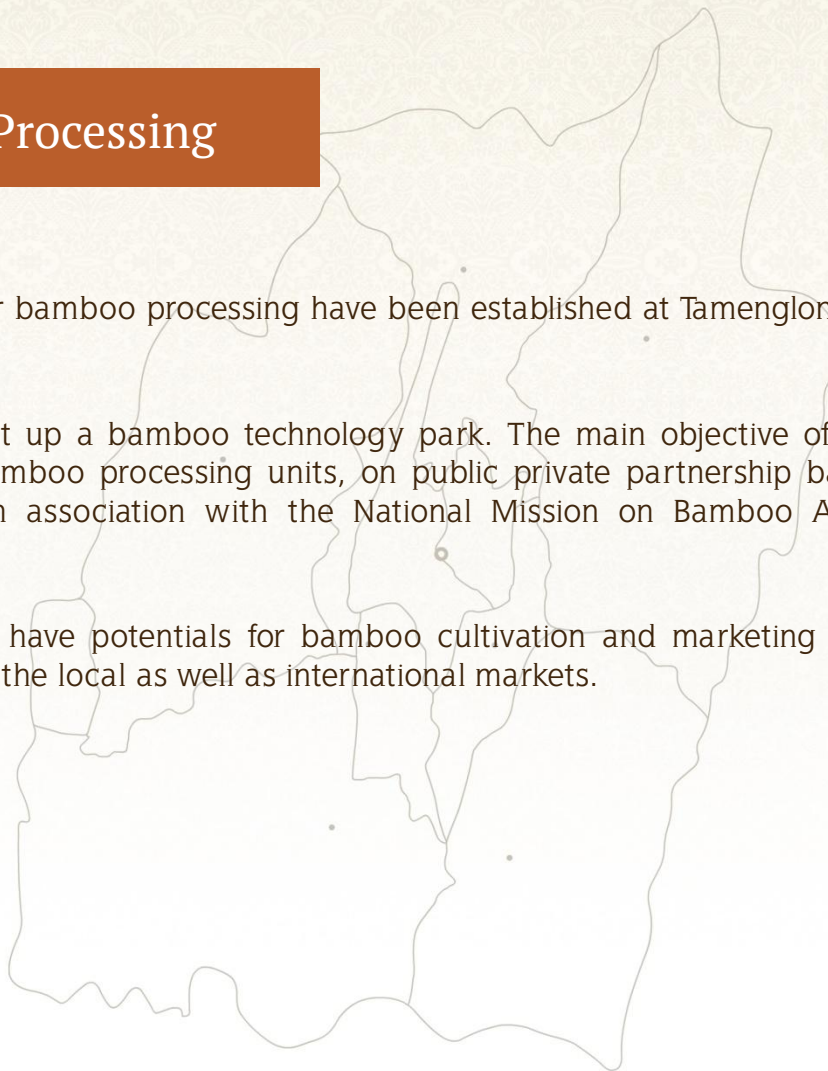 Processing
r bamboo processing have been established at Tamenglon
t up a bamboo technology park. The main objective of
mboo processing units, on public private partnership ba
n association with the National Mission on Bamboo A
have potentials for bamboo cultivation and marketing
the local as well as international markets.